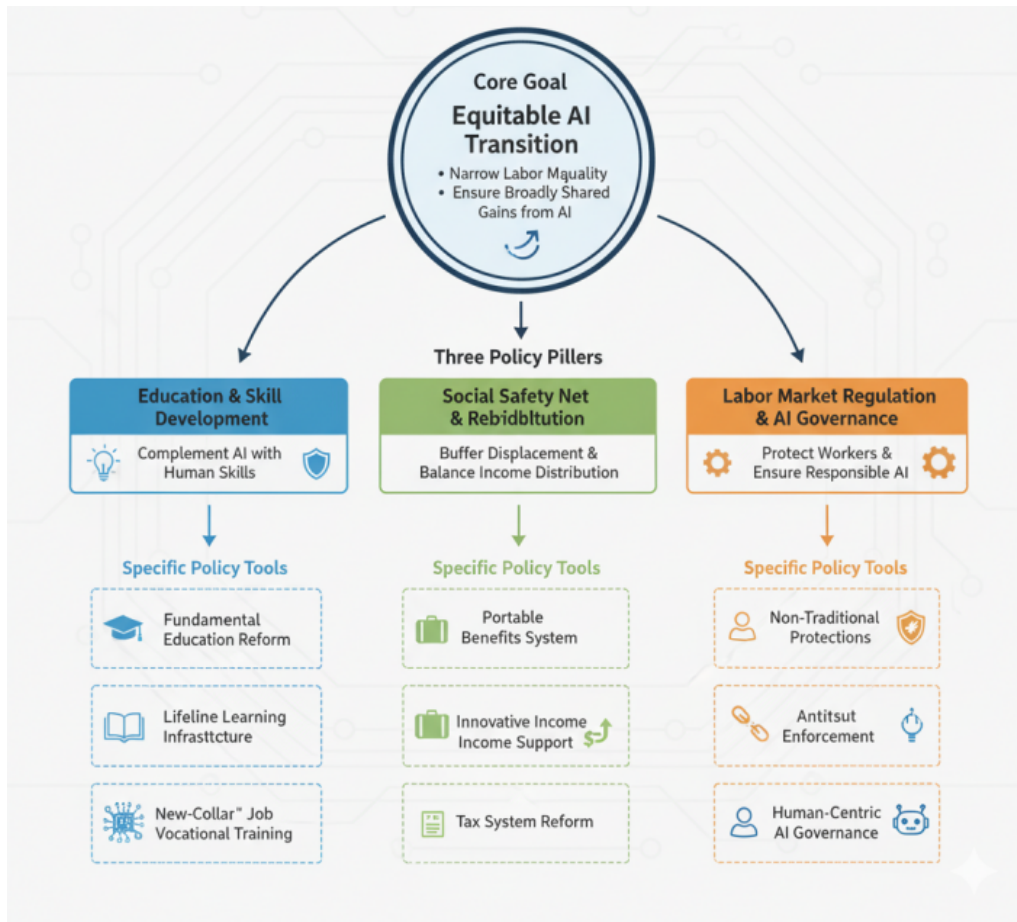 Core Goal
Equitable AI
Transition
• Narrow Labor Mquality
• Ensure Broadly Shared
Gains from AI
Three Policy Pillers
Education & Skill
Development
Complement AI with
Human Skills
Social Safety Net
& Rebidbltution
Buffer Displacement &
Balance Income Distribution
Labor Market Regulation
& AI Governance
Protect Workers &
Ensure Responsible AI
Specific Policy Tools
Fundamental
Education Reform
Lifeline Learning
Infrasttcture
New-Collar" Job
Vocational Training
Specific Policy Tools
Portable
Benefits System
Innovative Income
Income Support
$
Tax System Reform
Specific Policy Tools
Non-Traditional
Protections
Antitsut
Enforcement
Human-Centric
AI Governance